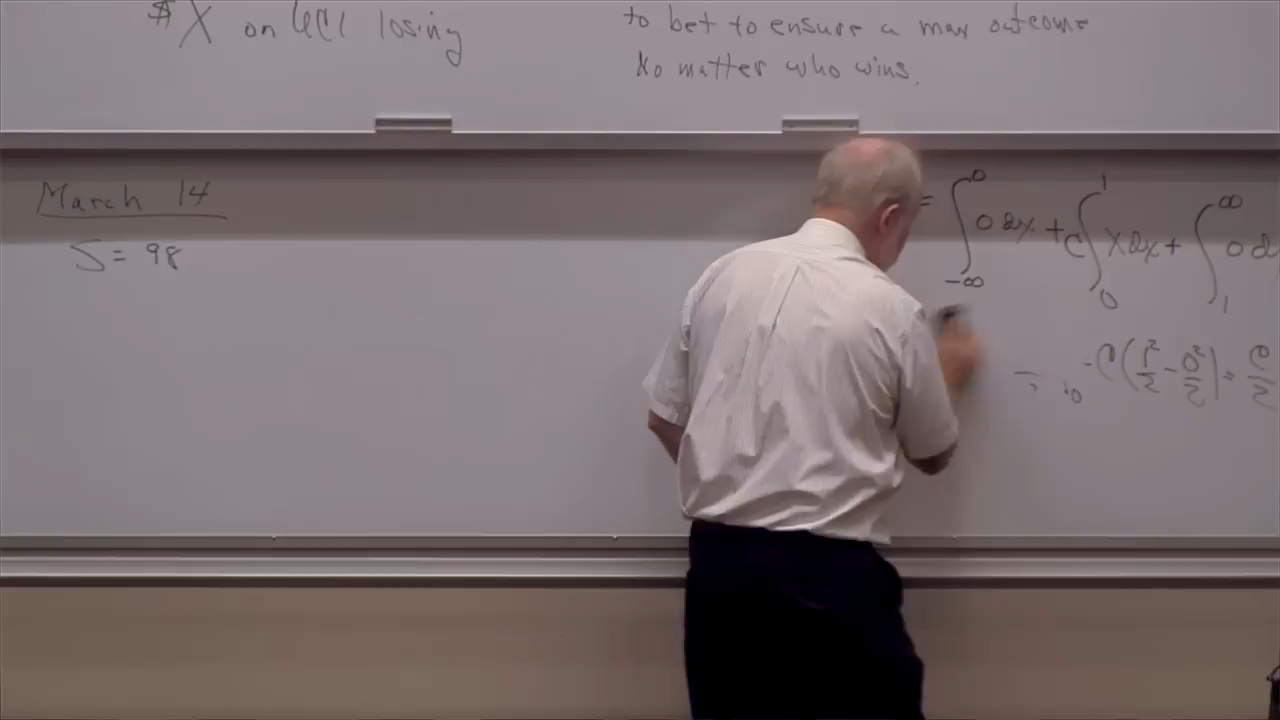 $X on UCI losing
to bet to ensure a max outcome
No matter who wins.
March 14
S = 98
= ∫_{-∞}^{0} 0 dx + c∫_{0}^{1} x dx + ∫_{1}^{∞} 0 d
= C(1²/2 - 0²/2) = C/2